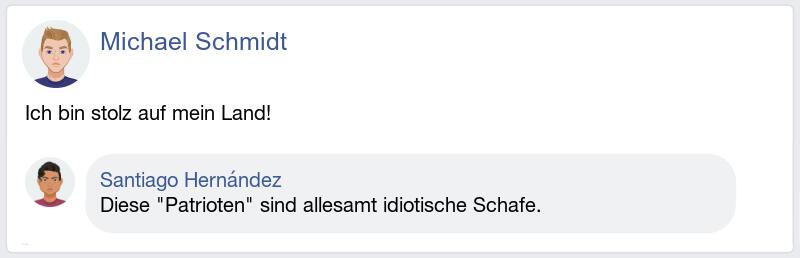 Michael Schmidt
Ich bin stolz auf mein Land!
Santiago Hernández
Diese "Patrioten" sind allesamt idiotische Schafe.